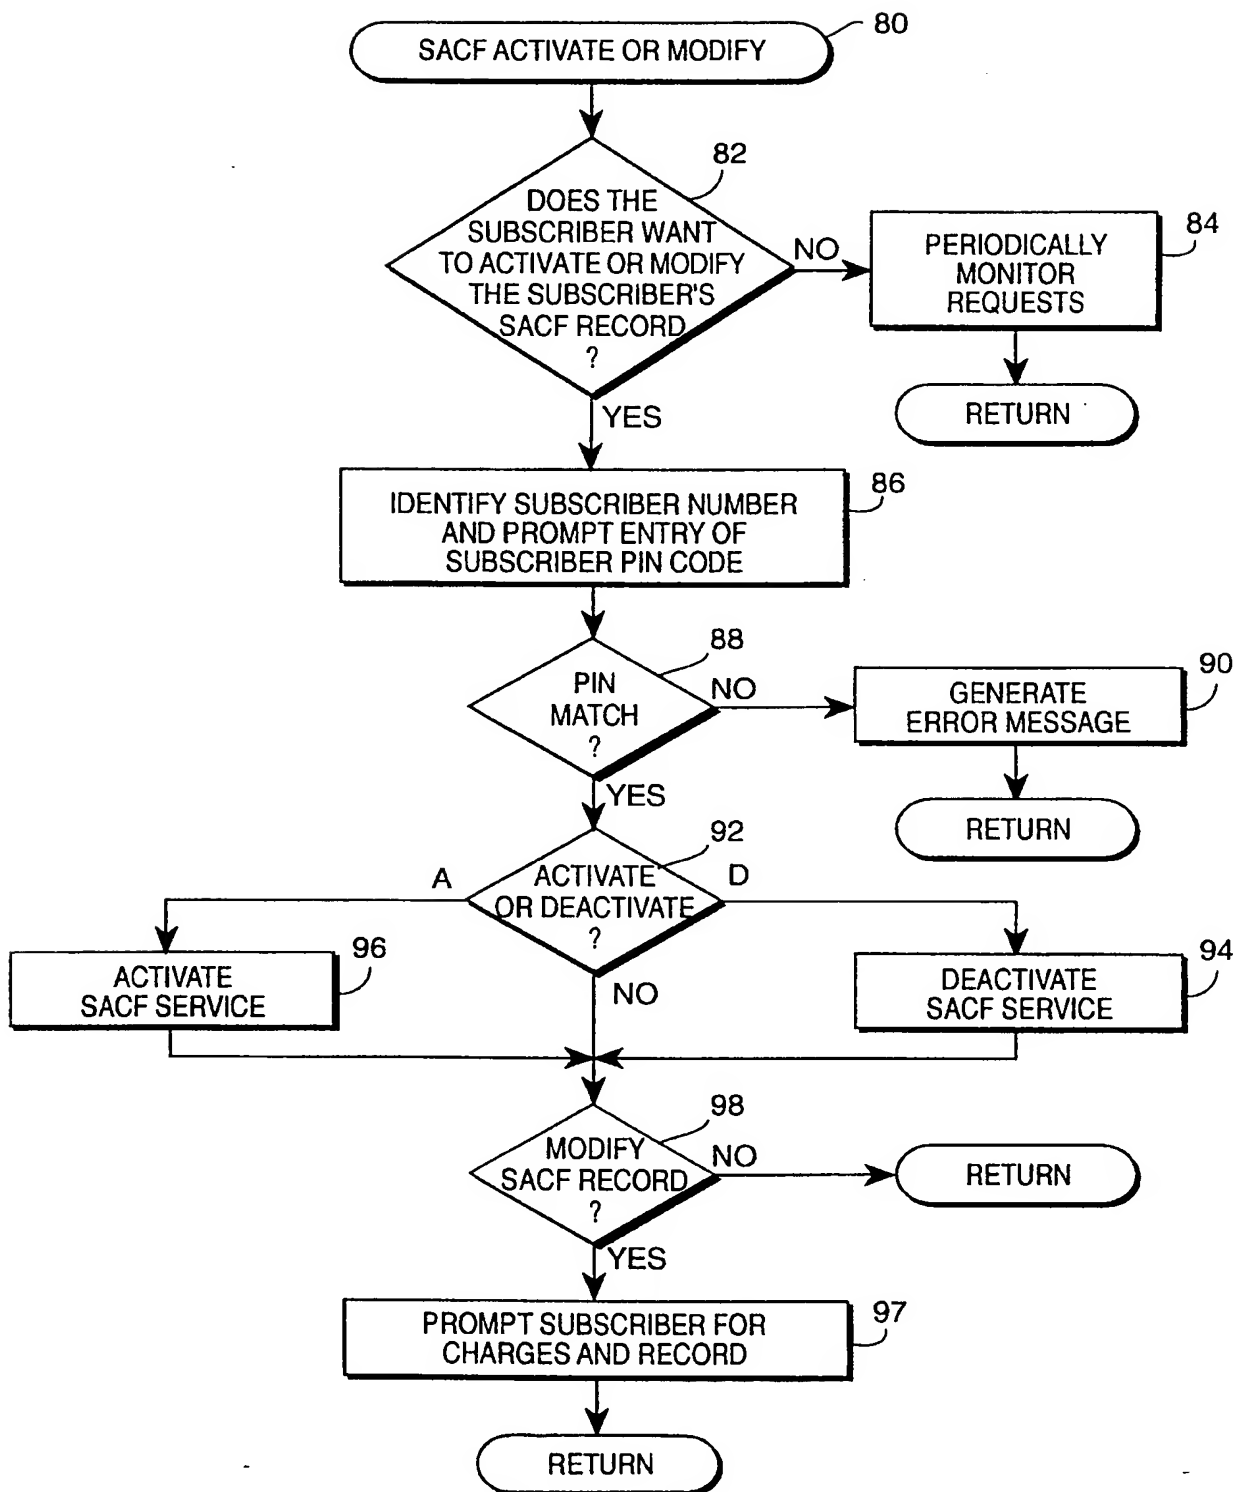 SACF ACTIVATE OR MODIFY
80
82
DOES THE
SUBSCRIBER WANT
TO ACTIVATE OR MODIFY
THE SUBSCRIBER'S
SACF RECORD
?
NO
84
PERIODICALLY
MONITOR
REQUESTS
RETURN
YES
86
IDENTIFY SUBSCRIBER NUMBER
AND PROMPT ENTRY OF
SUBSCRIBER PIN CODE
88
PIN
MATCH
?
NO
90
GENERATE
ERROR MESSAGE
RETURN
YES
92
A
ACTIVATE
OR DEACTIVATE
?
D
96
ACTIVATE
SACF SERVICE
NO
94
DEACTIVATE
SACF SERVICE
98
MODIFY
SACF RECORD
?
NO
RETURN
YES
97
PROMPT SUBSCRIBER FOR
CHARGES AND RECORD
RETURN